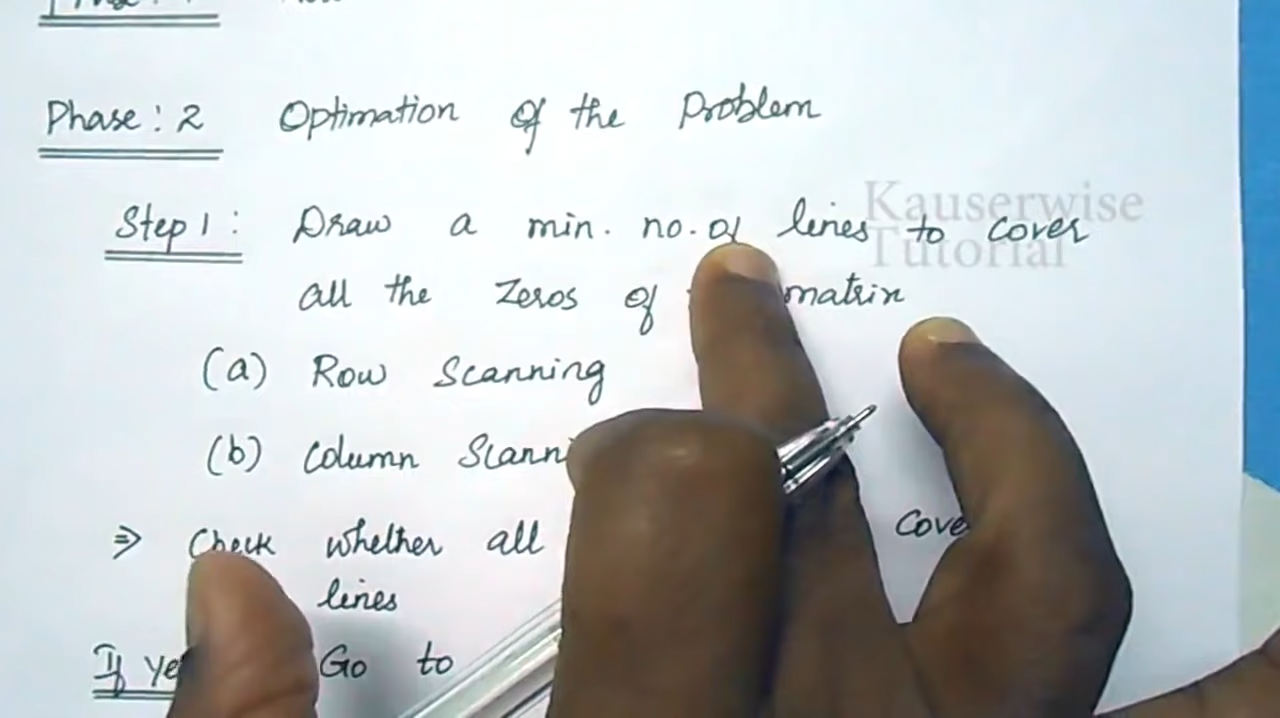 Phase : 2 Optimation of the Problem
Kauserwise
Tutorial
Step 1 : Draw a min. no. of lines to cover
all the Zeros of matrix
(a) Row Scanning
(b) Column
Check whether all
lines
If Go to